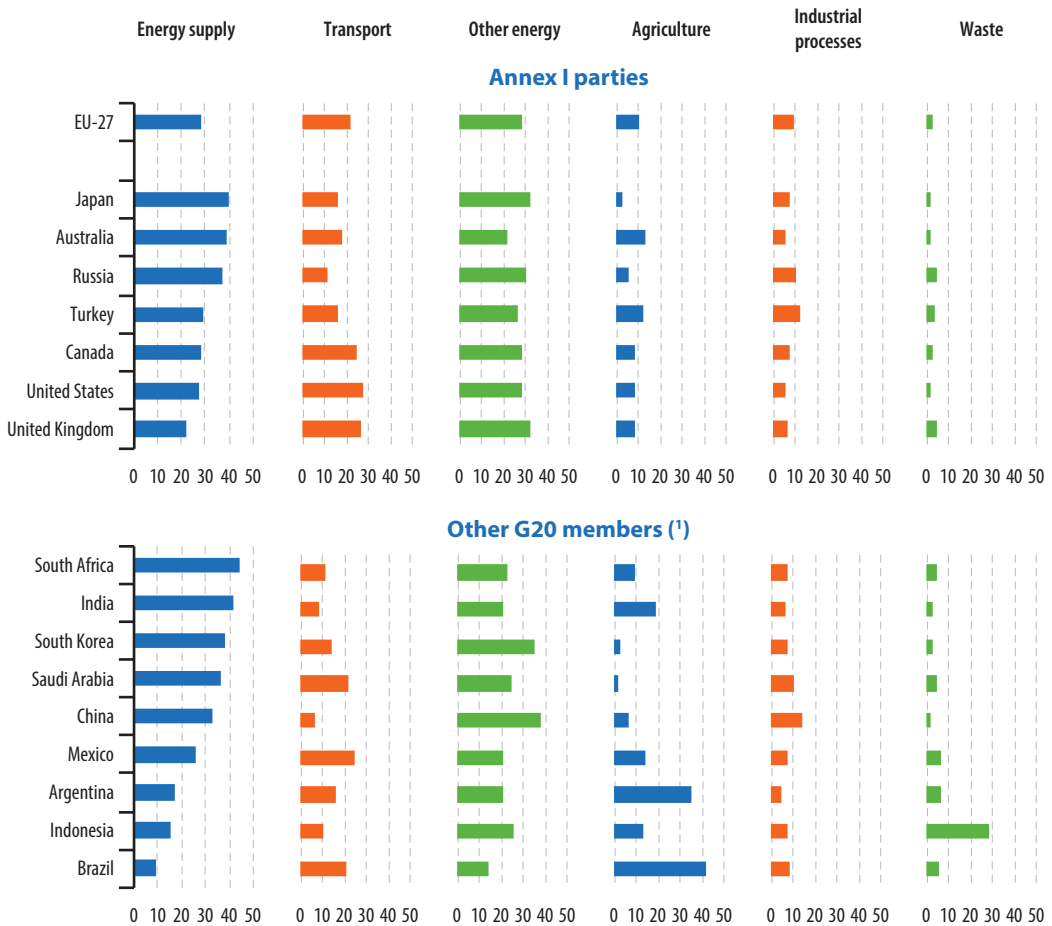 Energy supply Transport Other energy Agriculture Industrial processes Waste
Annex I parties
EU-27
Japan
Australia
Russia
Turkey
Canada
United States
United Kingdom
0 10 20 30 40 50 0 10 20 30 40 50 0 10 20 30 40 50 0 10 20 30 40 50 0 10 20 30 40 50 0 10 20 30 40 50
Other G20 members (¹)
South Africa
India
South Korea
Saudi Arabia
China
Mexico
Argentina
Indonesia
Brazil
0 10 20 30 40 50 0 10 20 30 40 50 0 10 20 30 40 50 0 10 20 30 40 50 0 10 20 30 40 50 0 10 20 30 40 50